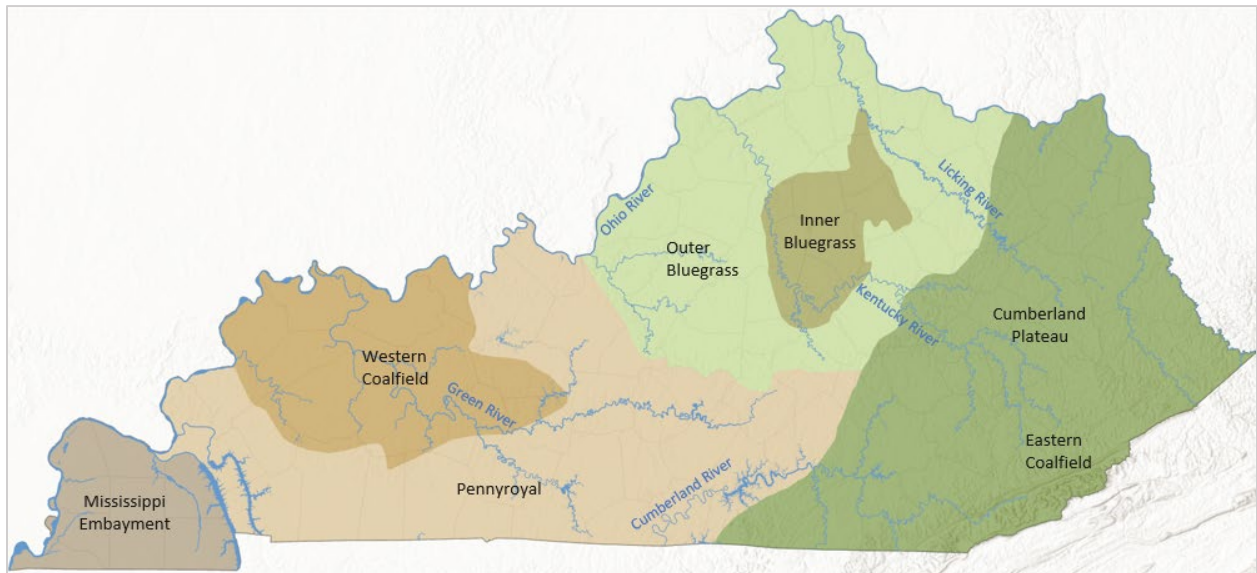 Ohio River
Licking River
Inner
Bluegrass
Outer
Bluegrass
Kentucky River
Cumberland
Plateau
Western
Coalfield
Green River
Eastern
Coalfield
Pennyroyal
Cumberland River
Mississippi
Embayment